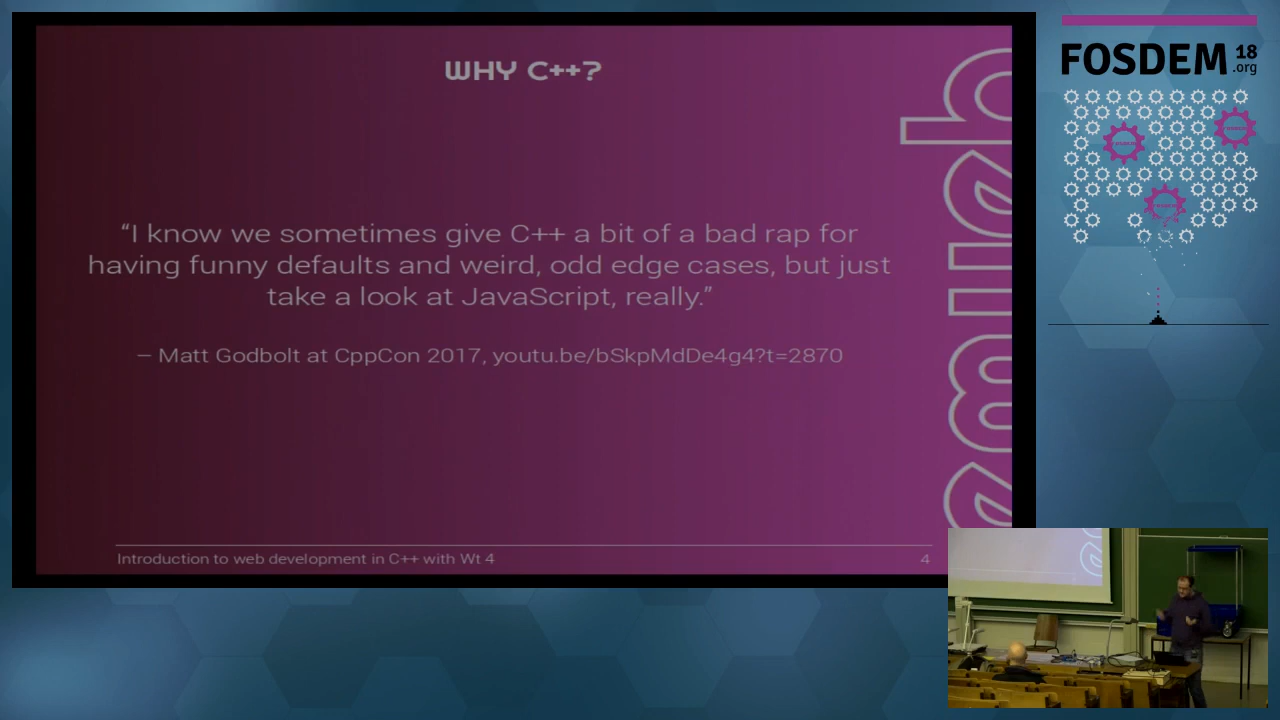 WHY C++?
“I know we sometimes give C++ a bit of a bad rap for
having funny defaults and weird, odd edge cases, but just
take a look at JavaScript, really.”
– Matt Godbolt at CppCon 2017, youtu.be/bSkpMdDe4g4?t=2870
Introduction to web development in C++ with Wt 4
4
emweb
FOSDEM 18
.org